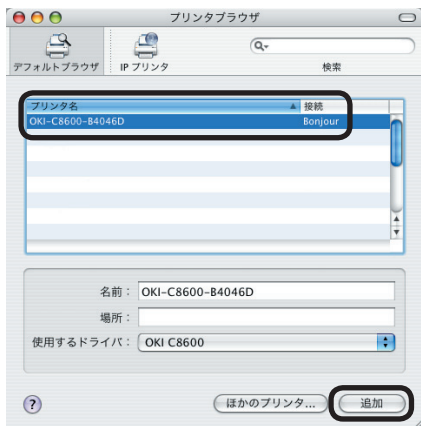 プリンタブラウザ
デフォルトブラウザ IP プリンタ 検索
プリンタ名 接続
OKI-C8600-B4046D Bonjour
名前： OKI-C8600-B4046D
場所：
使用するドライバ： OKI C8600
? ほかのプリンタ... 追加